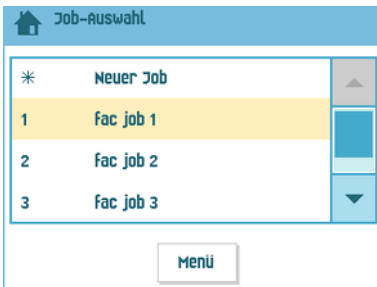 Job-Auswahl
✳ Neuer Job
1 fac job 1
2 fac job 2
3 fac job 3
Menü